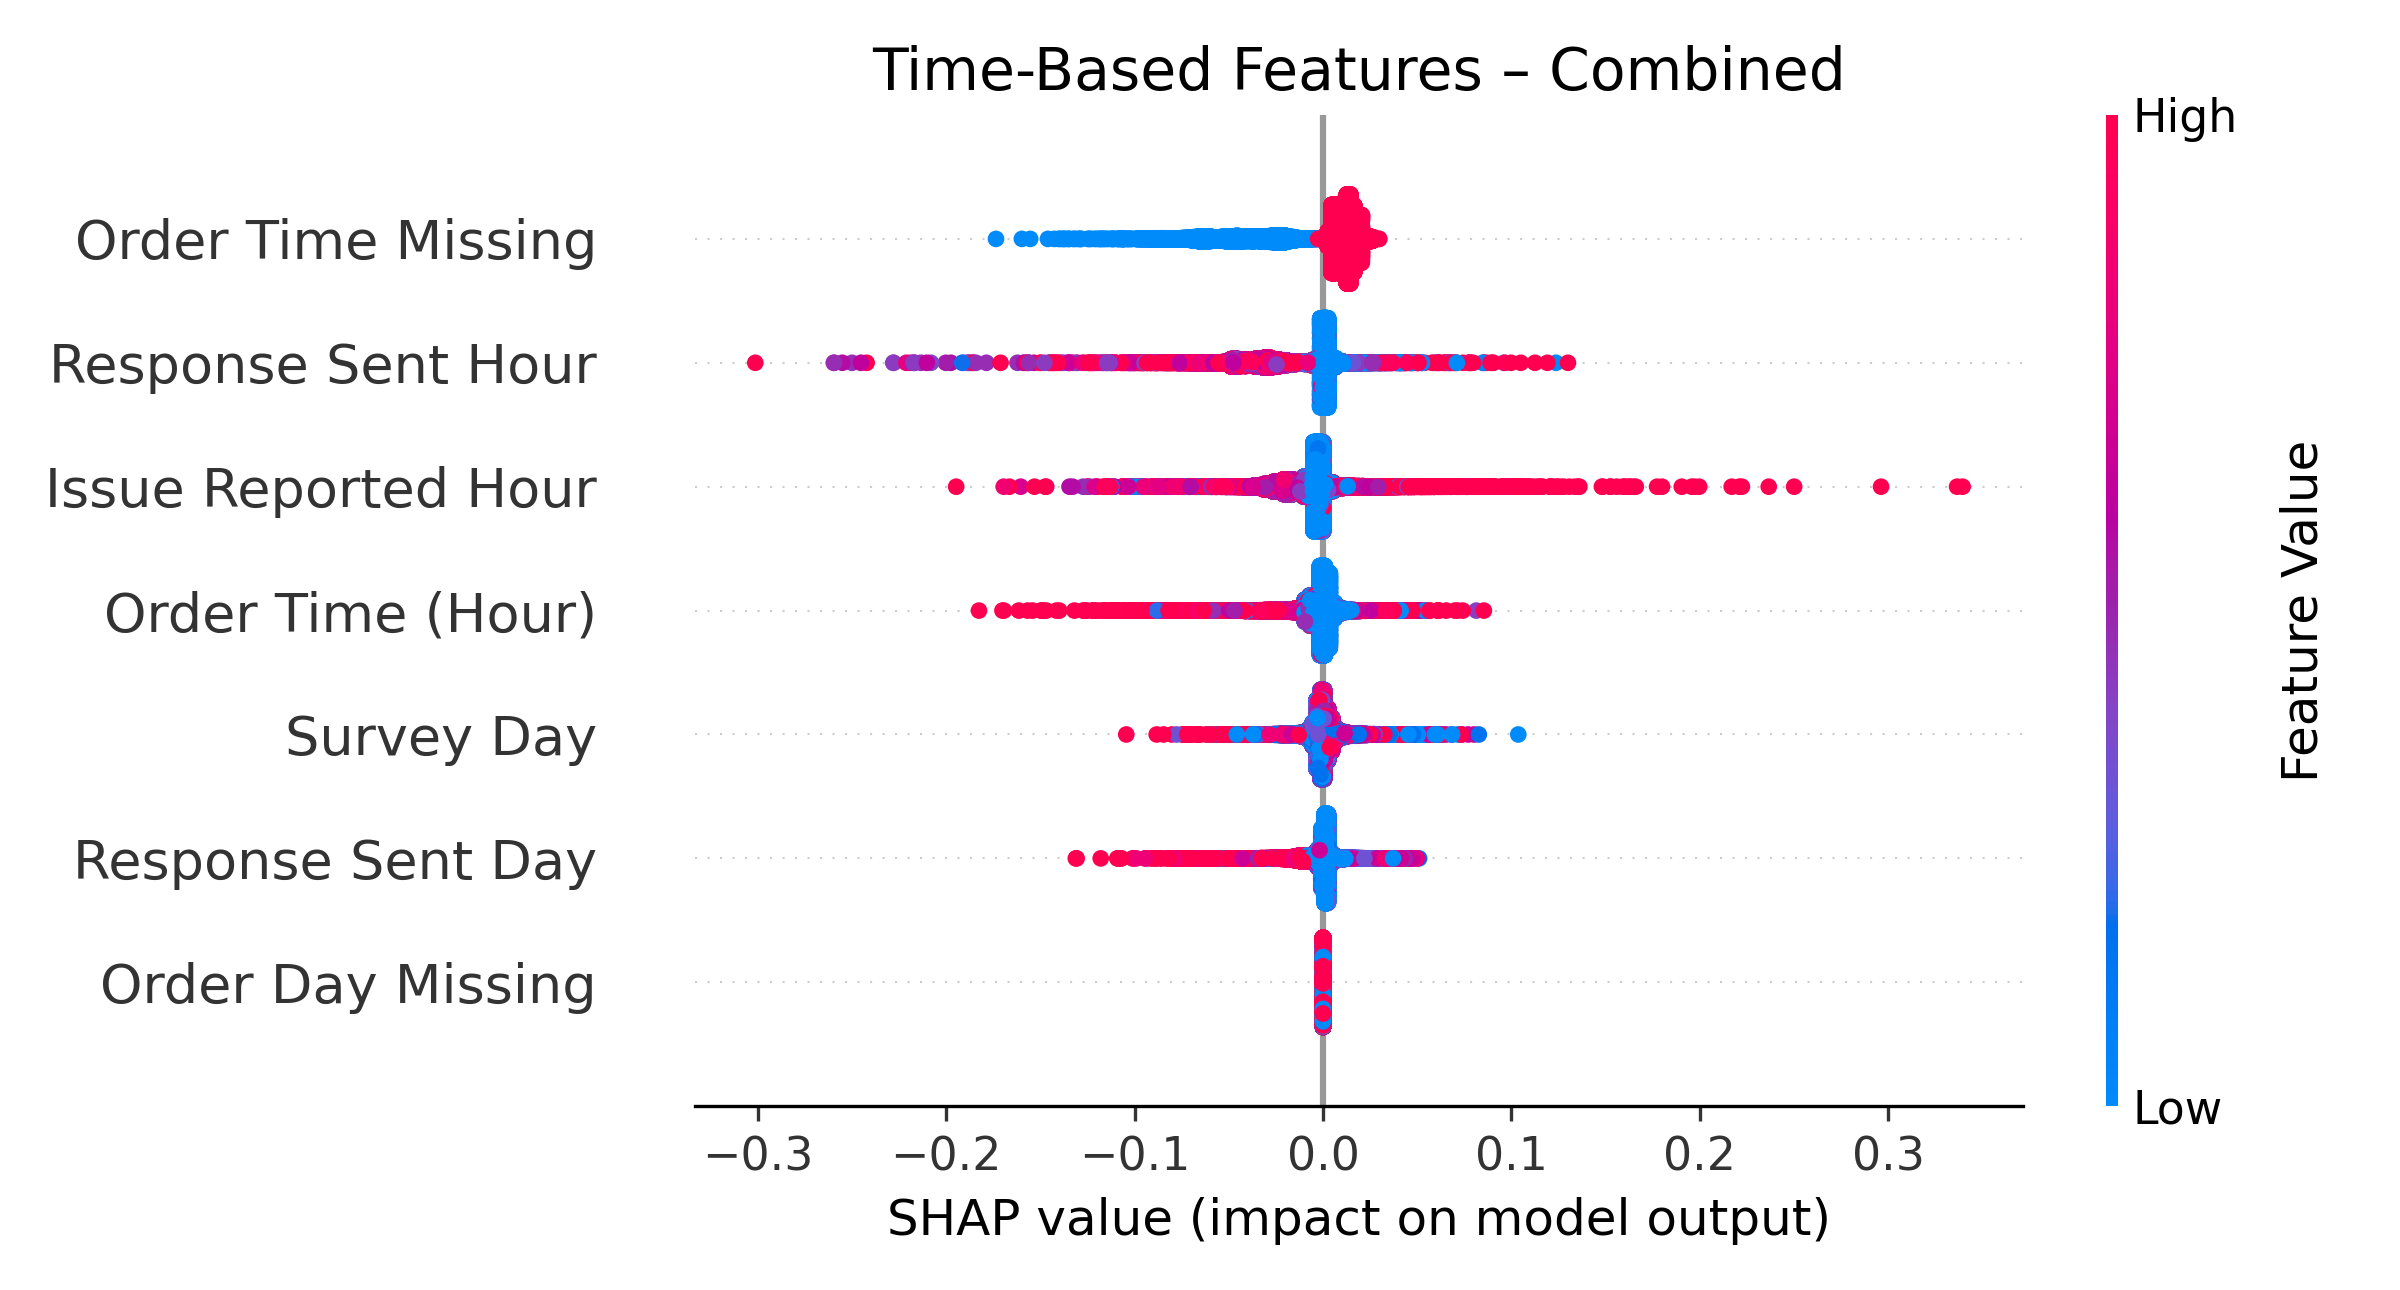 Time-Based Features – Combined
High
Order Time Missing
Response Sent Hour
Issue Reported Hour
Order Time (Hour)
Survey Day
Response Sent Day
Order Day Missing
Feature Value
Low
−0.3 −0.2 −0.1 0.0 0.1 0.2 0.3
SHAP value (impact on model output)